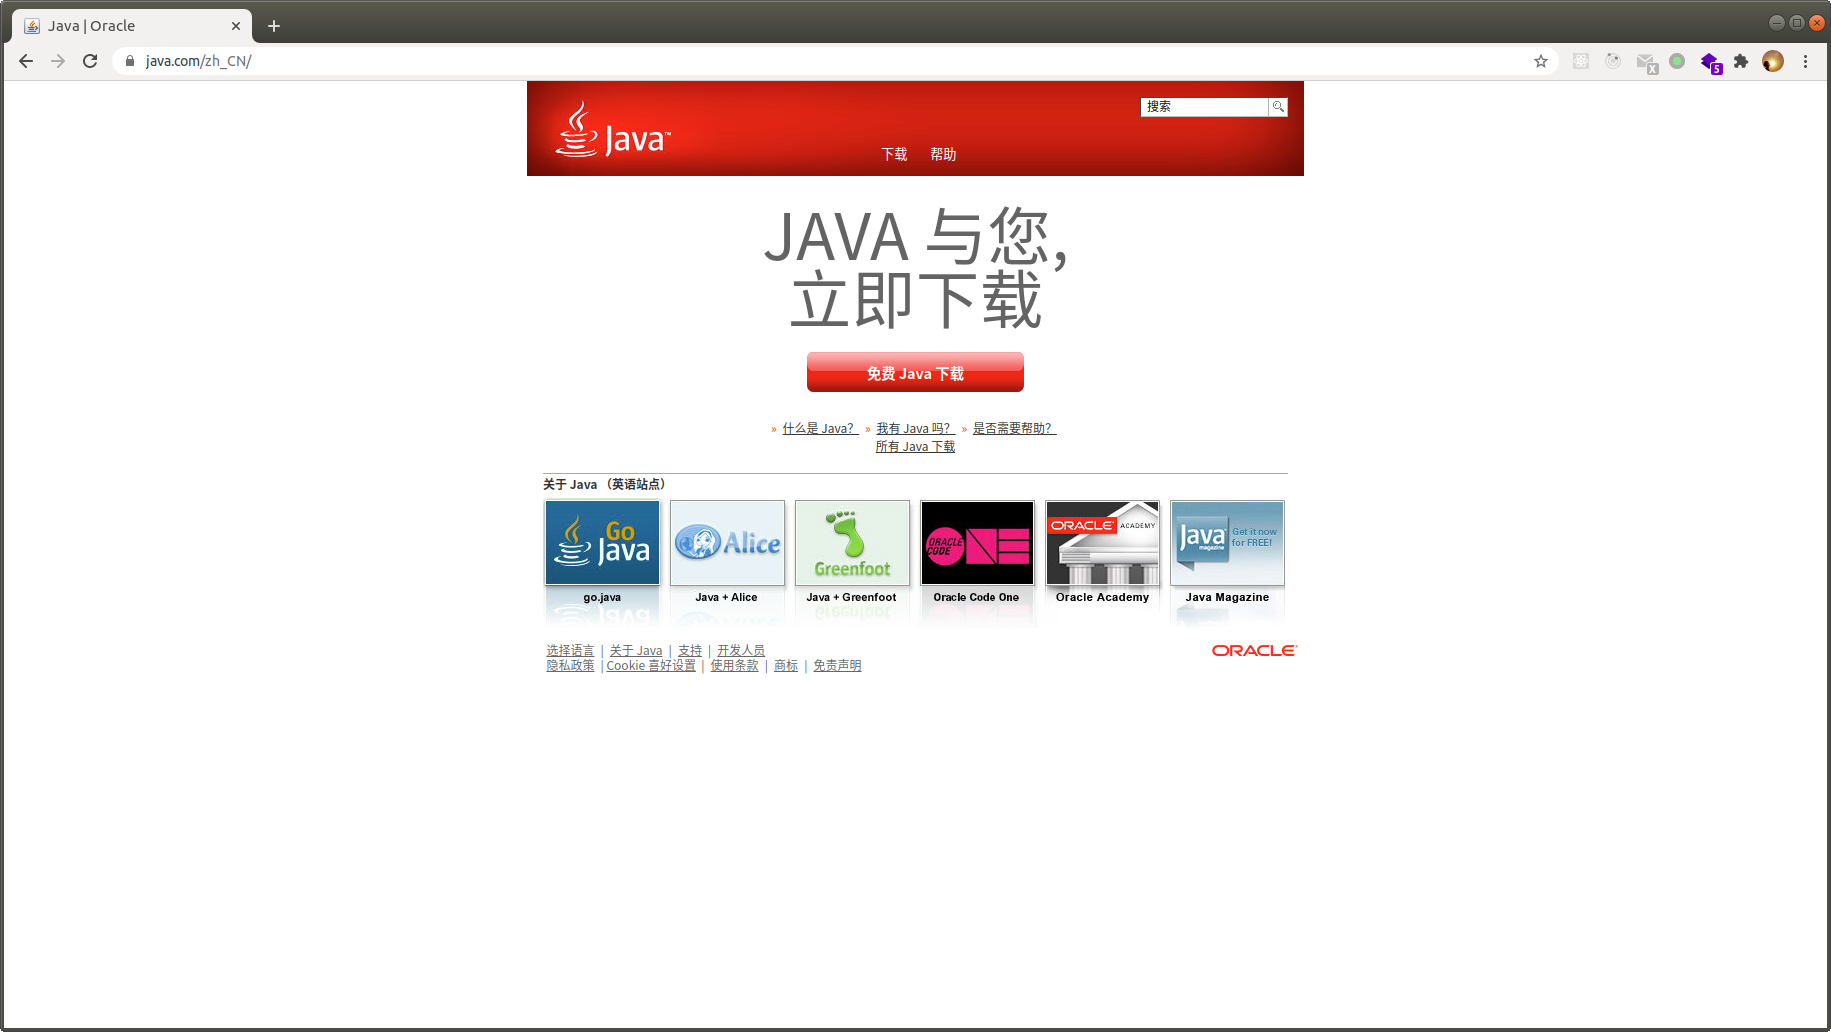 Java | Oracle
java.com/zh_CN/
X
5
Java™
搜索
下载 帮助
JAVA 与您,
立即下载
免费 Java 下载
» 什么是 Java? » 我有 Java 吗? » 是否需要帮助?
所有 Java 下载
关于 Java （英语站点）
Go
Java
Alice
Greenfoot
ORACLE
CODE
ONE
ORACLE ACADEMY
Java
magazine
Get it now
for FREE!
go.java
Java + Alice
Java + Greenfoot
Oracle Code One
Oracle Academy
Java Magazine
选择语言 | 关于 Java | 支持 | 开发人员
隐私政策 | Cookie 喜好设置 | 使用条款 | 商标 | 免责声明
ORACLE